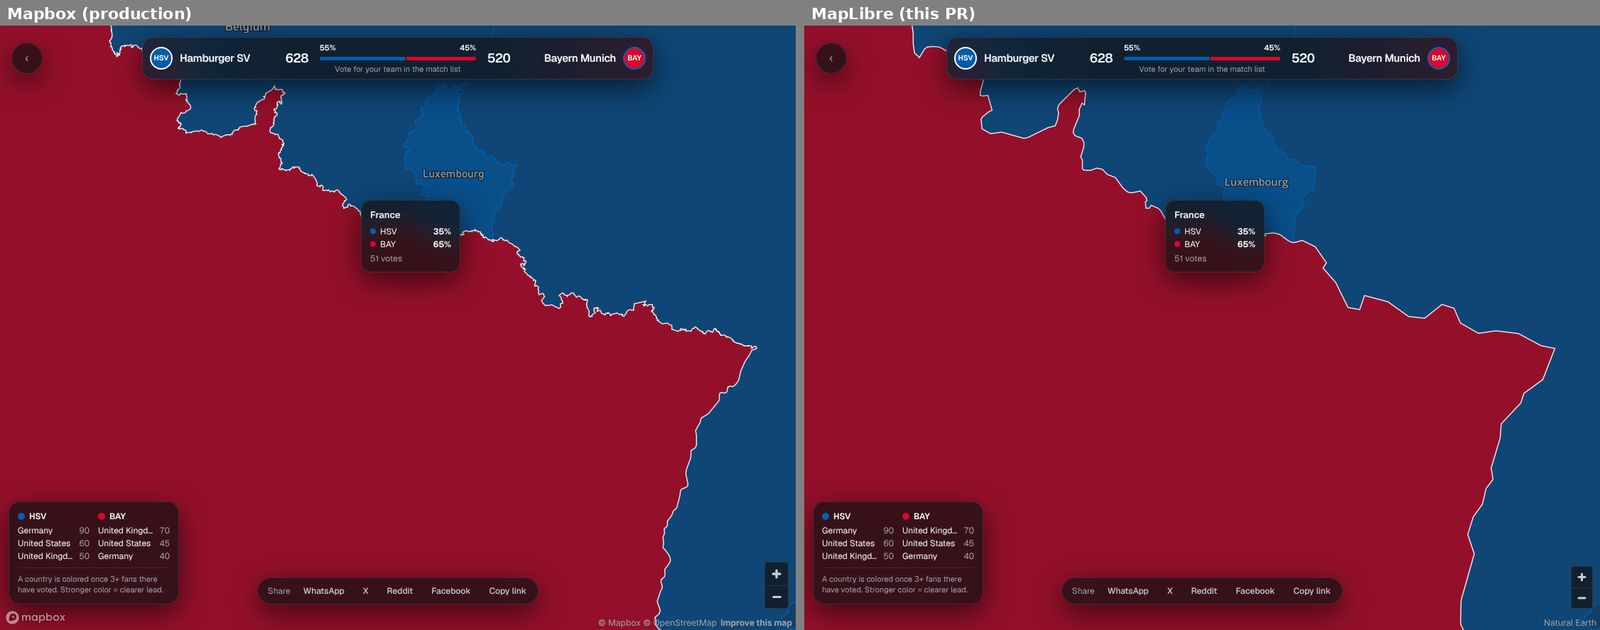 Mapbox (production)
Belgium
‹
HSV Hamburger SV 628 55% 45% 520 Bayern Munich BAY
Vote for your team in the match list
Luxembourg
France
HSV 35%
BAY 65%
51 votes
HSV BAY
Germany 90 United Kingd... 70
United States 60 United States 45
United Kingd... 50 Germany 40
A country is colored once 3+ fans there
have voted. Stronger color = clearer lead.
Share WhatsApp X Reddit Facebook Copy link
+
−
mapbox
© Mapbox © OpenStreetMap Improve this map
MapLibre (this PR)
‹
HSV Hamburger SV 628 55% 45% 520 Bayern Munich BAY
Vote for your team in the match list
Luxembourg
France
HSV 35%
BAY 65%
51 votes
HSV BAY
Germany 90 United Kingd... 70
United States 60 United States 45
United Kingd... 50 Germany 40
A country is colored once 3+ fans there
have voted. Stronger color = clearer lead.
Share WhatsApp X Reddit Facebook Copy link
+
−
Natural Earth